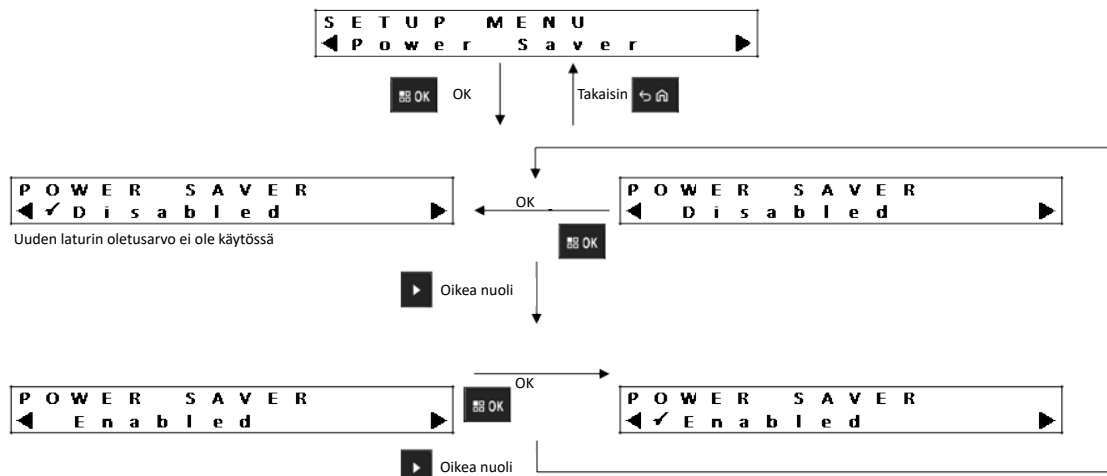 SETUP MENU
◀ Power Saver ▶
OK OK
Takaisin
POWER SAVER
◀ ✓ Disabled ▶
Uuden laturin oletusarvo ei ole käytössä
OK
OK
POWER SAVER
◀ Disabled ▶
Oikea nuoli
POWER SAVER
◀ Enabled ▶
OK
OK
POWER SAVER
◀ ✓ Enabled ▶
Oikea nuoli